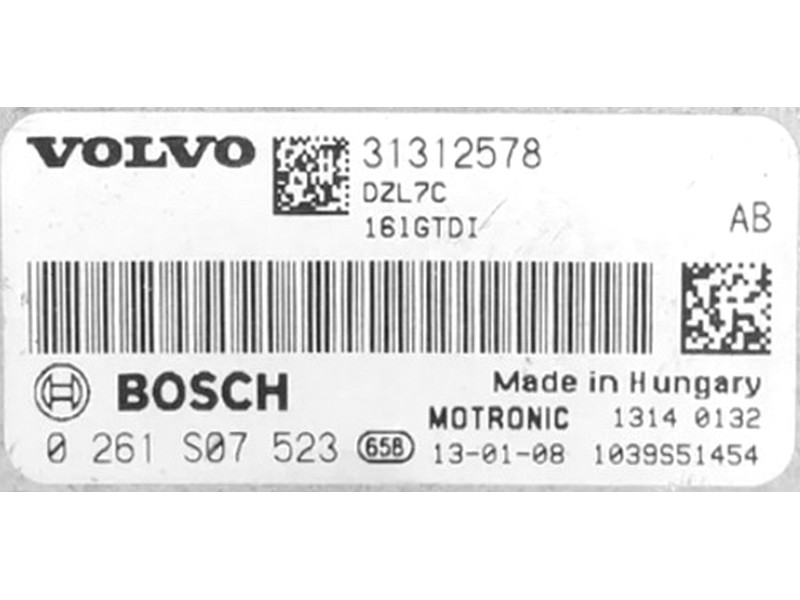 VOLVO 31312578
DZL7C
161GTDI
AB
BOSCH Made in Hungary
MOTRONIC 1314 0132
0 261 S07 523 658 13-01-08 1039S51454